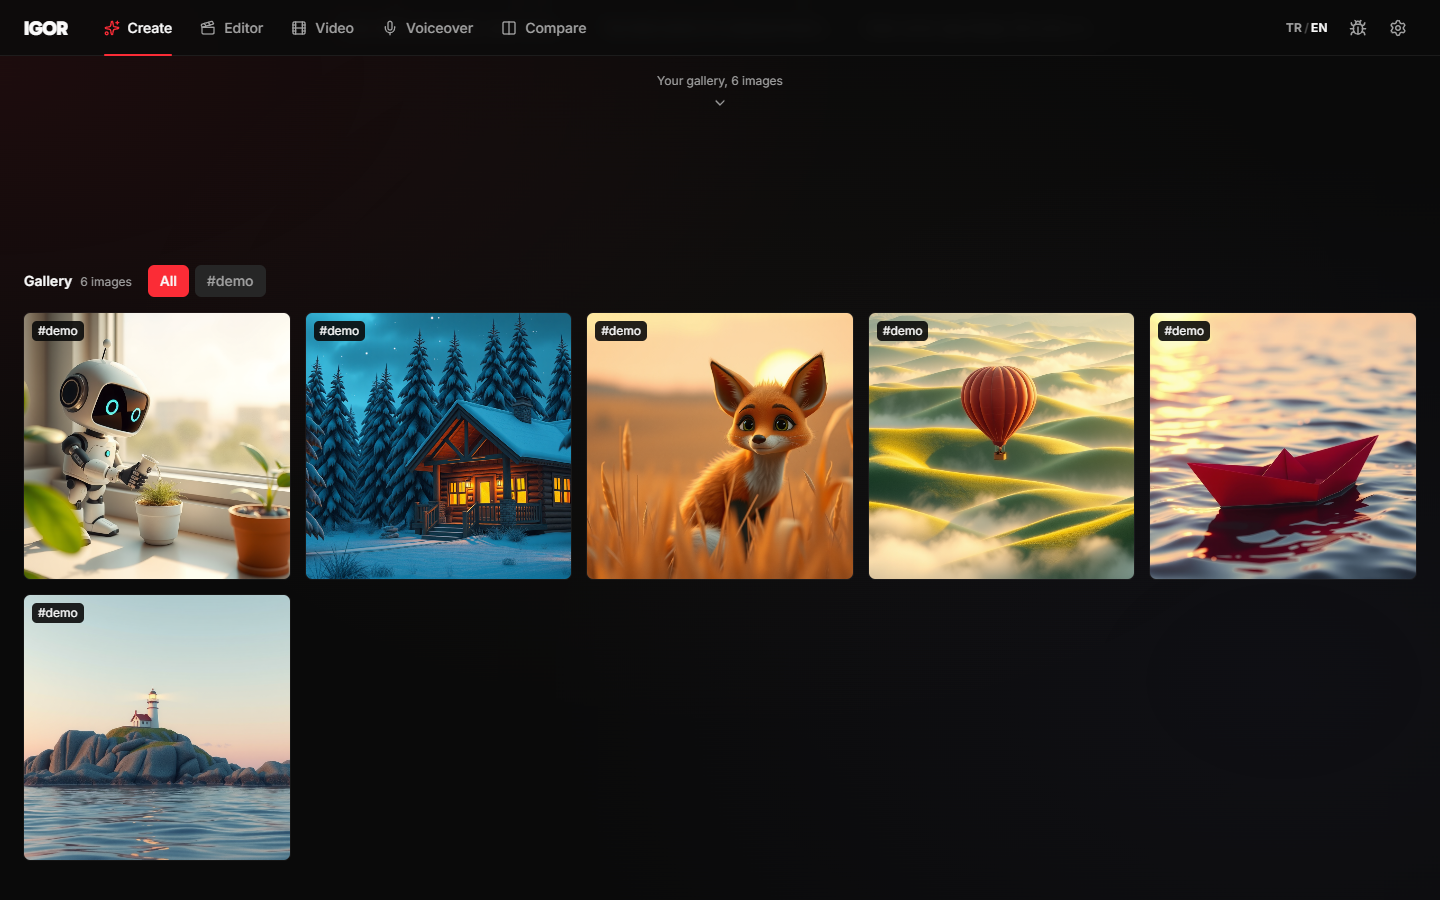 IGOR Create Editor Video Voiceover Compare TR / EN
Your gallery, 6 images
Gallery 6 images All #demo
#demo #demo #demo #demo #demo
#demo